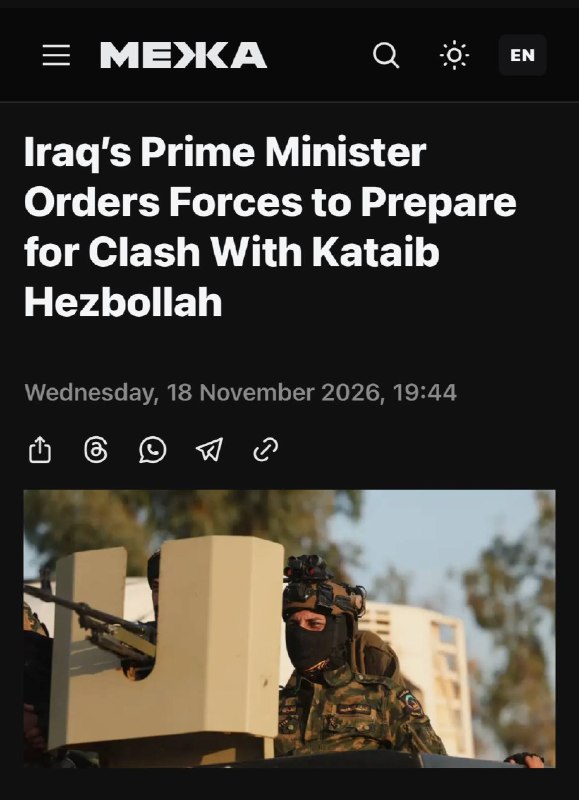 МЕЖА
EN
Iraq's Prime Minister
Orders Forces to Prepare
for Clash With Kataib
Hezbollah
Wednesday, 18 November 2026, 19:44